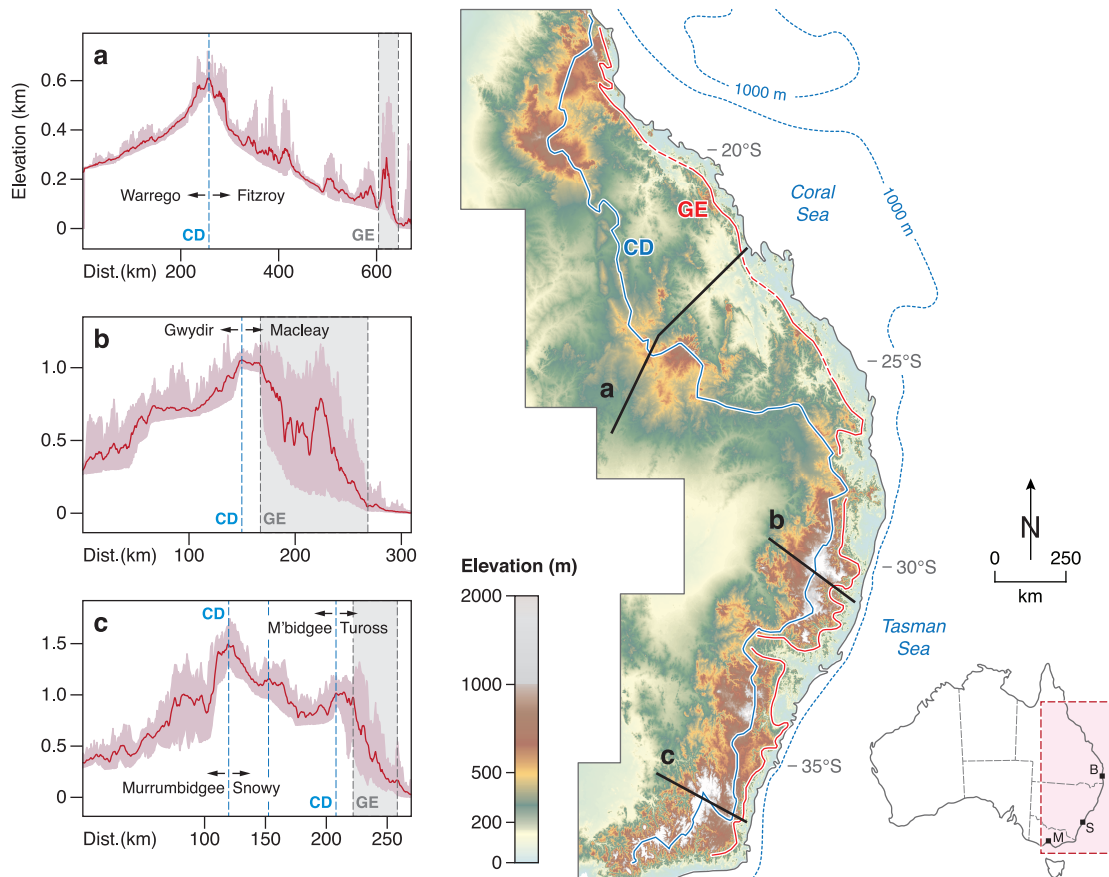 a
Elevation (km)
0.6
0.4
0.2
0
Warrego
Fitzroy
CD
GE
Dist.(km)
200
400
600
b
Gwydir
Macleay
1.0
0.5
0
CD
GE
Dist.(km)
100
200
300
c
CD
M'bidgee
Tuross
1.5
1.0
0.5
0
Murrumbidgee
Snowy
CD
GE
Dist.(km)
100
150
200
250
1000 m
1000 m
20°S
Coral
Sea
GE
CD
25°S
a
b
30°S
N
0
250
km
Tasman
Sea
c
35°S
Elevation (m)
2000
1000
500
200
0
B
S
M